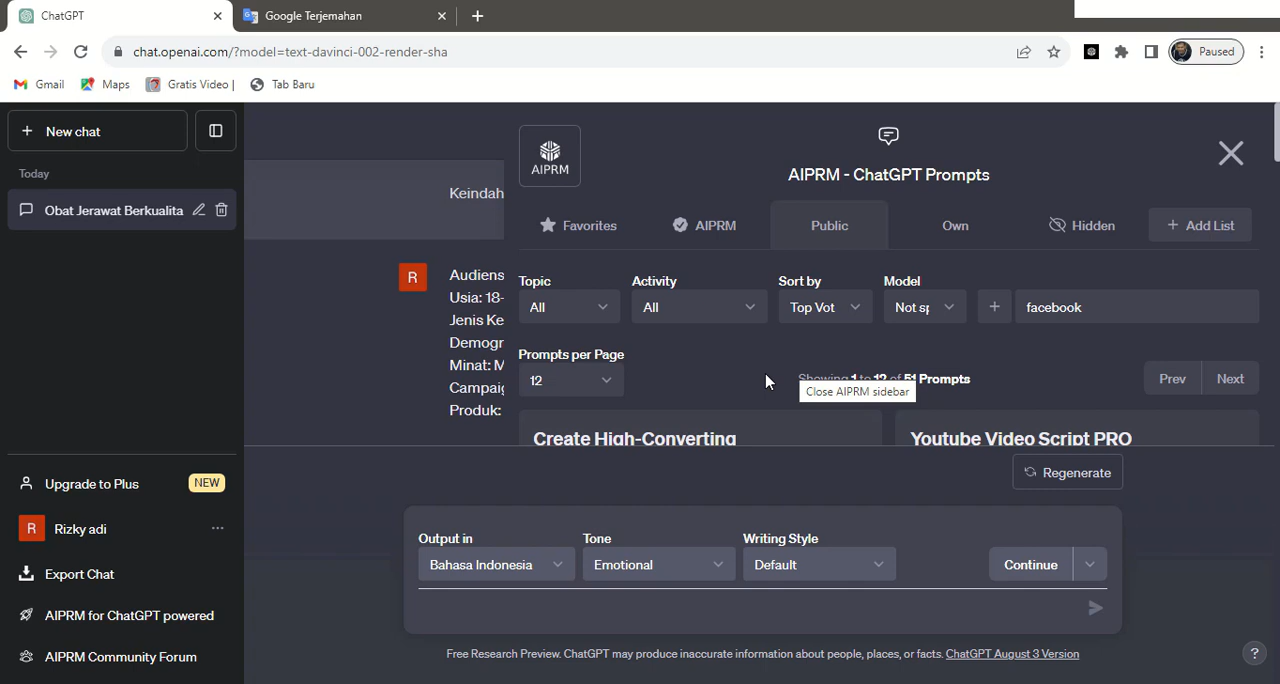 ChatGPT
Google Terjemahan
chat.openai.com/?model=text-davinci-002-render-sha
Paused
Gmail
Maps
Gratis Video |
Tab Baru
New chat
Today
Obat Jerawat Berkualita
Upgrade to Plus
NEW
R
Rizky adi
Export Chat
AIPRM for ChatGPT powered
AIPRM Community Forum
Keindah
R
Audiens
Usia: 18-
Jenis Ke
Demogr
Minat: M
Campaig
Produk:
AIPRM
AIPRM - ChatGPT Prompts
Favorites
AIPRM
Public
Own
Hidden
Add List
Topic
Activity
Sort by
Model
All
All
Top Vot
Not sp
facebook
Prompts per Page
12
Showing 1 to 12 of 51 Prompts
Prev
Next
Close AIPRM sidebar
Create High-Converting
Youtube Video Script PRO
Regenerate
Output in
Tone
Writing Style
Bahasa Indonesia
Emotional
Default
Continue
Free Research Preview. ChatGPT may produce inaccurate information about people, places, or facts. ChatGPT August 3 Version
?